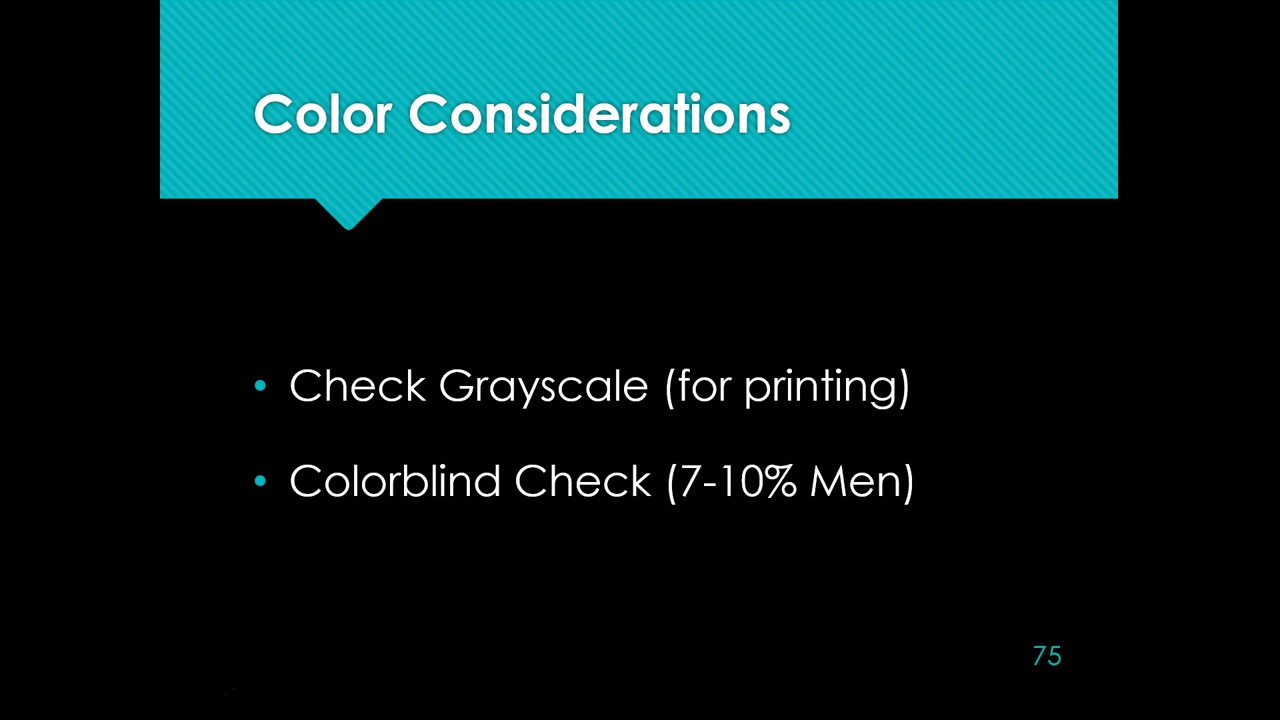 Color Considerations
• Check Grayscale (for printing)
• Colorblind Check (7-10% Men)
75